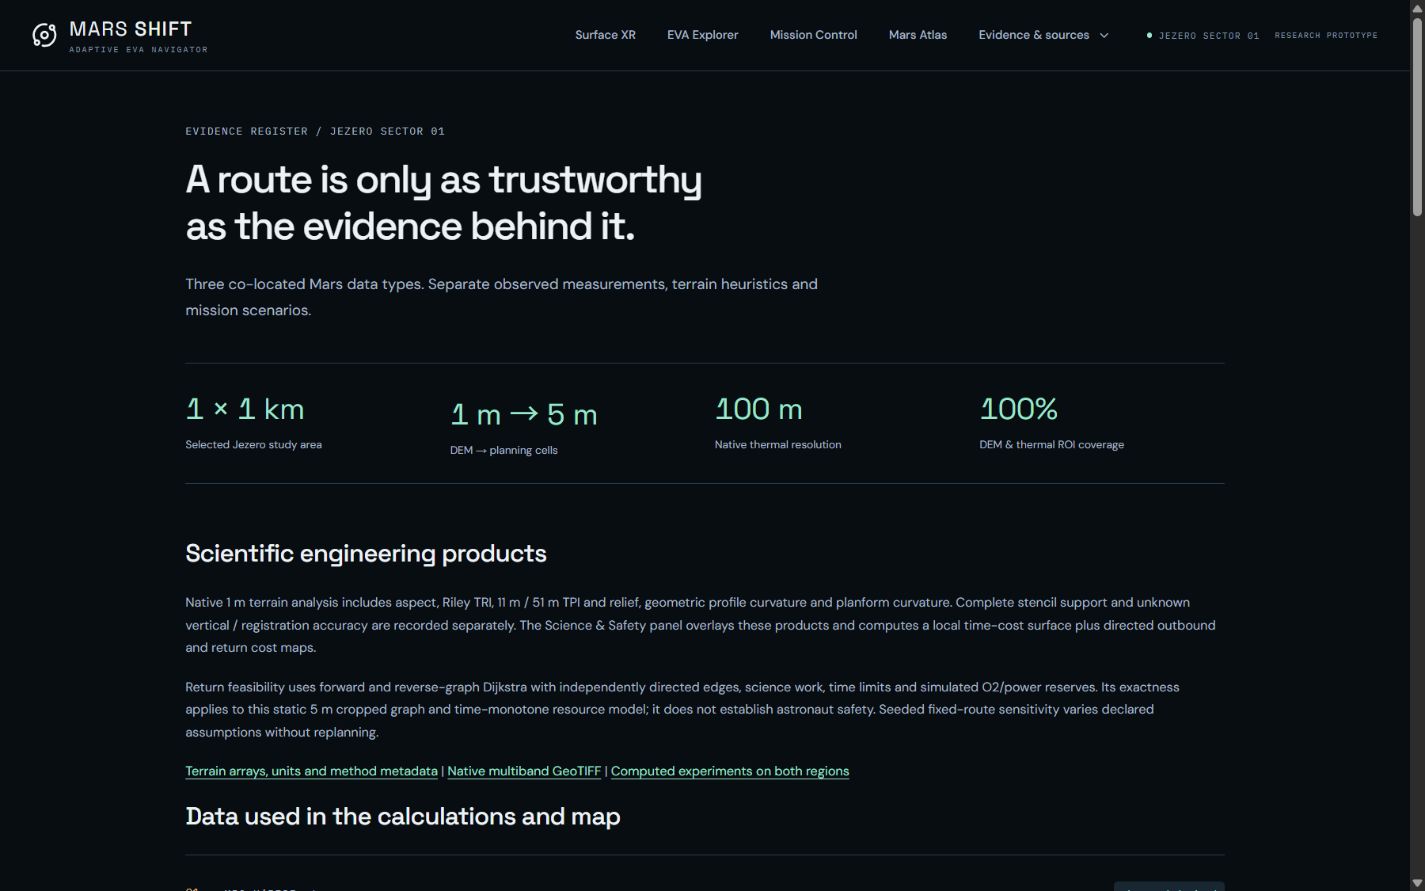 MARS SHIFT
ADAPTIVE EVA NAVIGATOR
Surface XR
EVA Explorer
Mission Control
Mars Atlas
Evidence & sources
JEZERO SECTOR 01
RESEARCH PROTOTYPE
EVIDENCE REGISTER / JEZERO SECTOR 01
A route is only as trustworthy
as the evidence behind it.
Three co-located Mars data types. Separate observed measurements, terrain heuristics and
mission scenarios.
1 × 1 km
Selected Jezero study area
1 m → 5 m
DEM → planning cells
100 m
Native thermal resolution
100%
DEM & thermal ROI coverage
Scientific engineering products
Native 1 m terrain analysis includes aspect, Riley TRI, 11 m / 51 m TPI and relief, geometric profile curvature and planform curvature. Complete stencil support and unknown
vertical / registration accuracy are recorded separately. The Science & Safety panel overlays these products and computes a local time-cost surface plus directed outbound
and return cost maps.
Return feasibility uses forward and reverse-graph Dijkstra with independently directed edges, science work, time limits and simulated O2/power reserves. Its exactness
applies to this static 5 m cropped graph and time-monotone resource model; it does not establish astronaut safety. Seeded fixed-route sensitivity varies declared
assumptions without replanning.
Terrain arrays, units and method metadata | Native multiband GeoTIFF | Computed experiments on both regions
Data used in the calculations and map